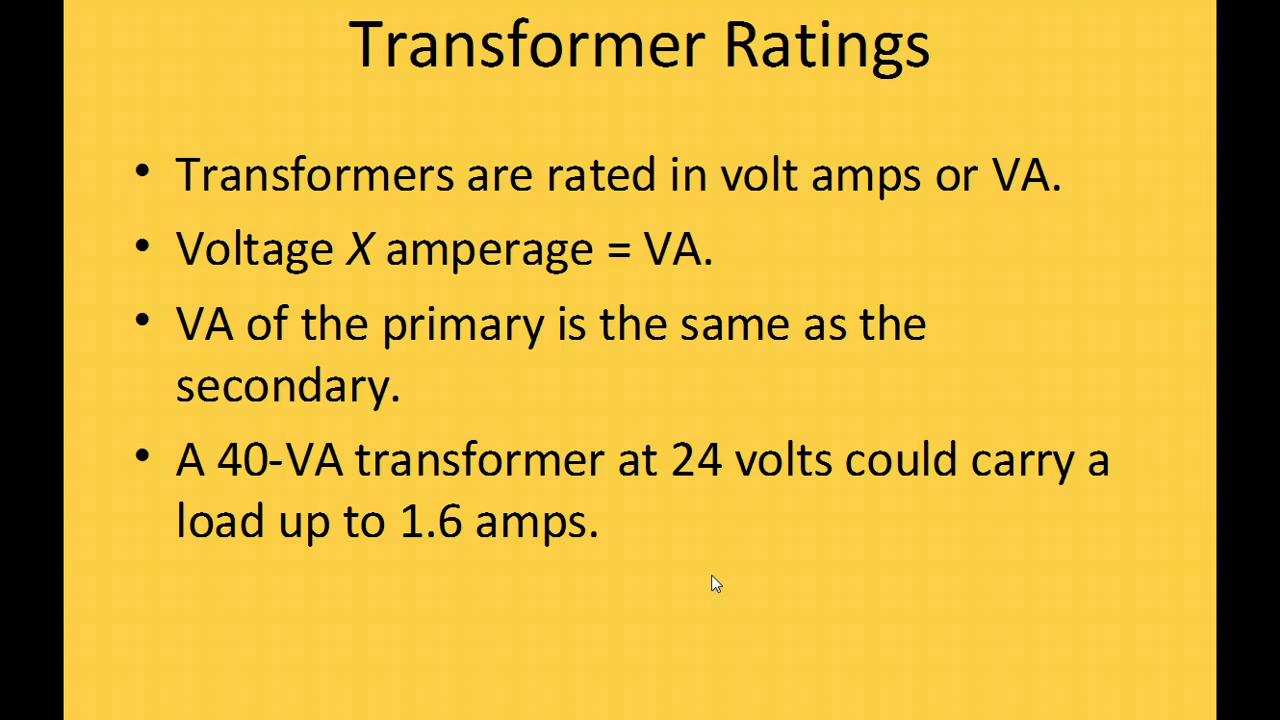 Transformer Ratings
• Transformers are rated in volt amps or VA.
• Voltage X amperage = VA.
• VA of the primary is the same as the
secondary.
• A 40-VA transformer at 24 volts could carry a
load up to 1.6 amps.